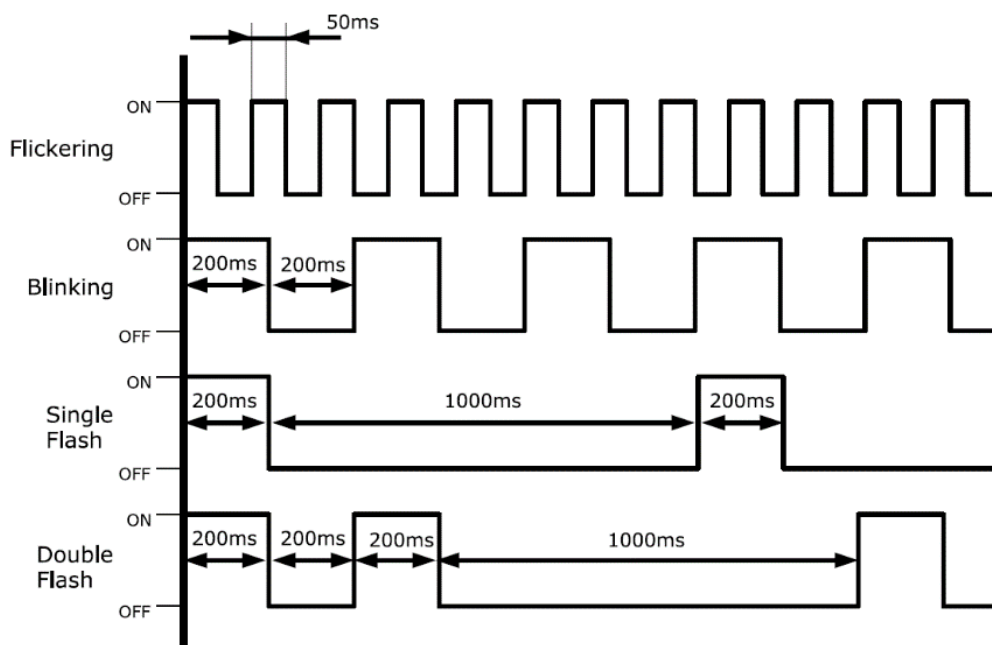 50ms
ON
Flickering
OFF
ON
200ms 200ms
Blinking
OFF
ON
200ms 1000ms 200ms
Single
Flash
OFF
ON
200ms 200ms 200ms 1000ms
Double
Flash
OFF